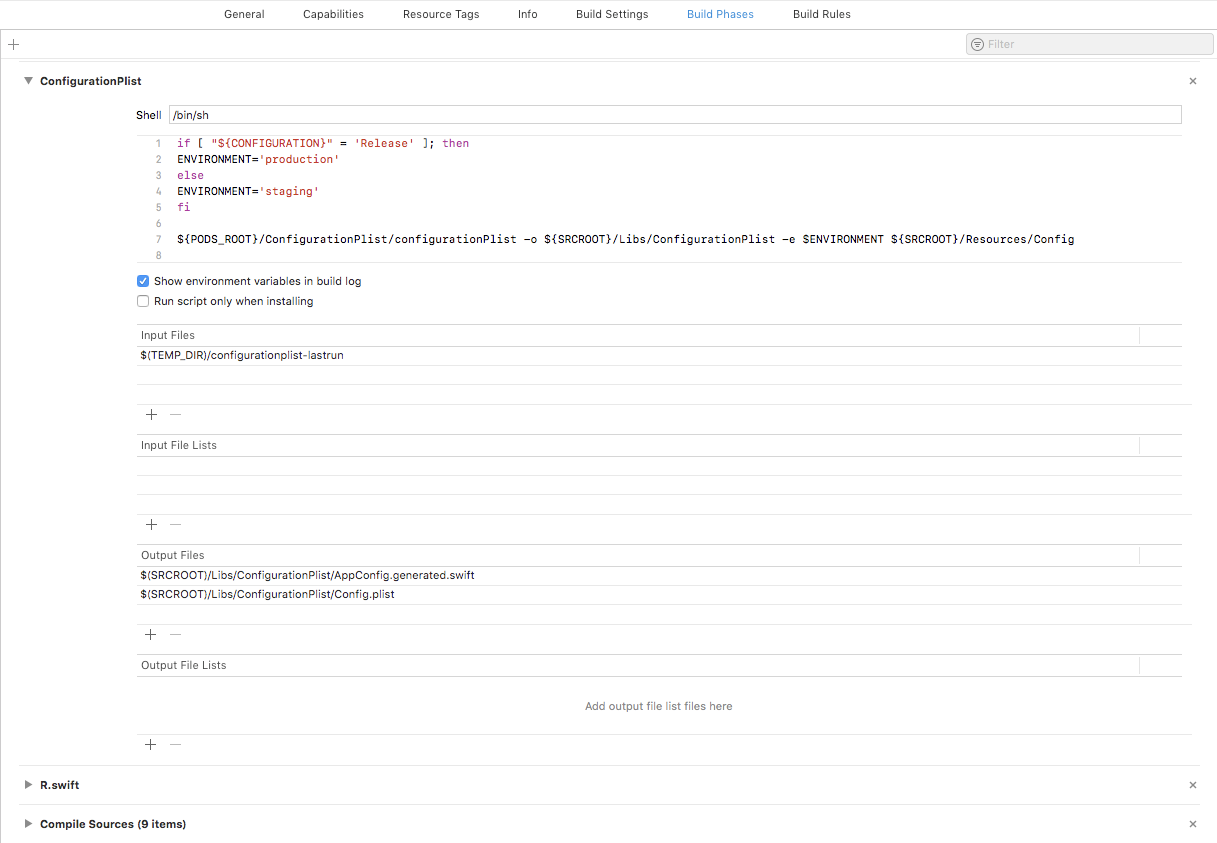 General Capabilities Resource Tags Info Build Settings Build Phases Build Rules
Filter
ConfigurationPlist
Shell /bin/sh
1 if [ "${CONFIGURATION}" = 'Release' ]; then
2 ENVIRONMENT='production'
3 else
4 ENVIRONMENT='staging'
5 fi
6
7 ${PODS_ROOT}/ConfigurationPlist/configurationPlist -o ${SRCROOT}/Libs/ConfigurationPlist -e $ENVIRONMENT ${SRCROOT}/Resources/Config
8
Show environment variables in build log
Run script only when installing
Input Files
$(TEMP_DIR)/configurationplist-lastrun
Input File Lists
Output Files
$(SRCROOT)/Libs/ConfigurationPlist/AppConfig.generated.swift
$(SRCROOT)/Libs/ConfigurationPlist/Config.plist
Output File Lists
Add output file list files here
R.swift
Compile Sources (9 items)